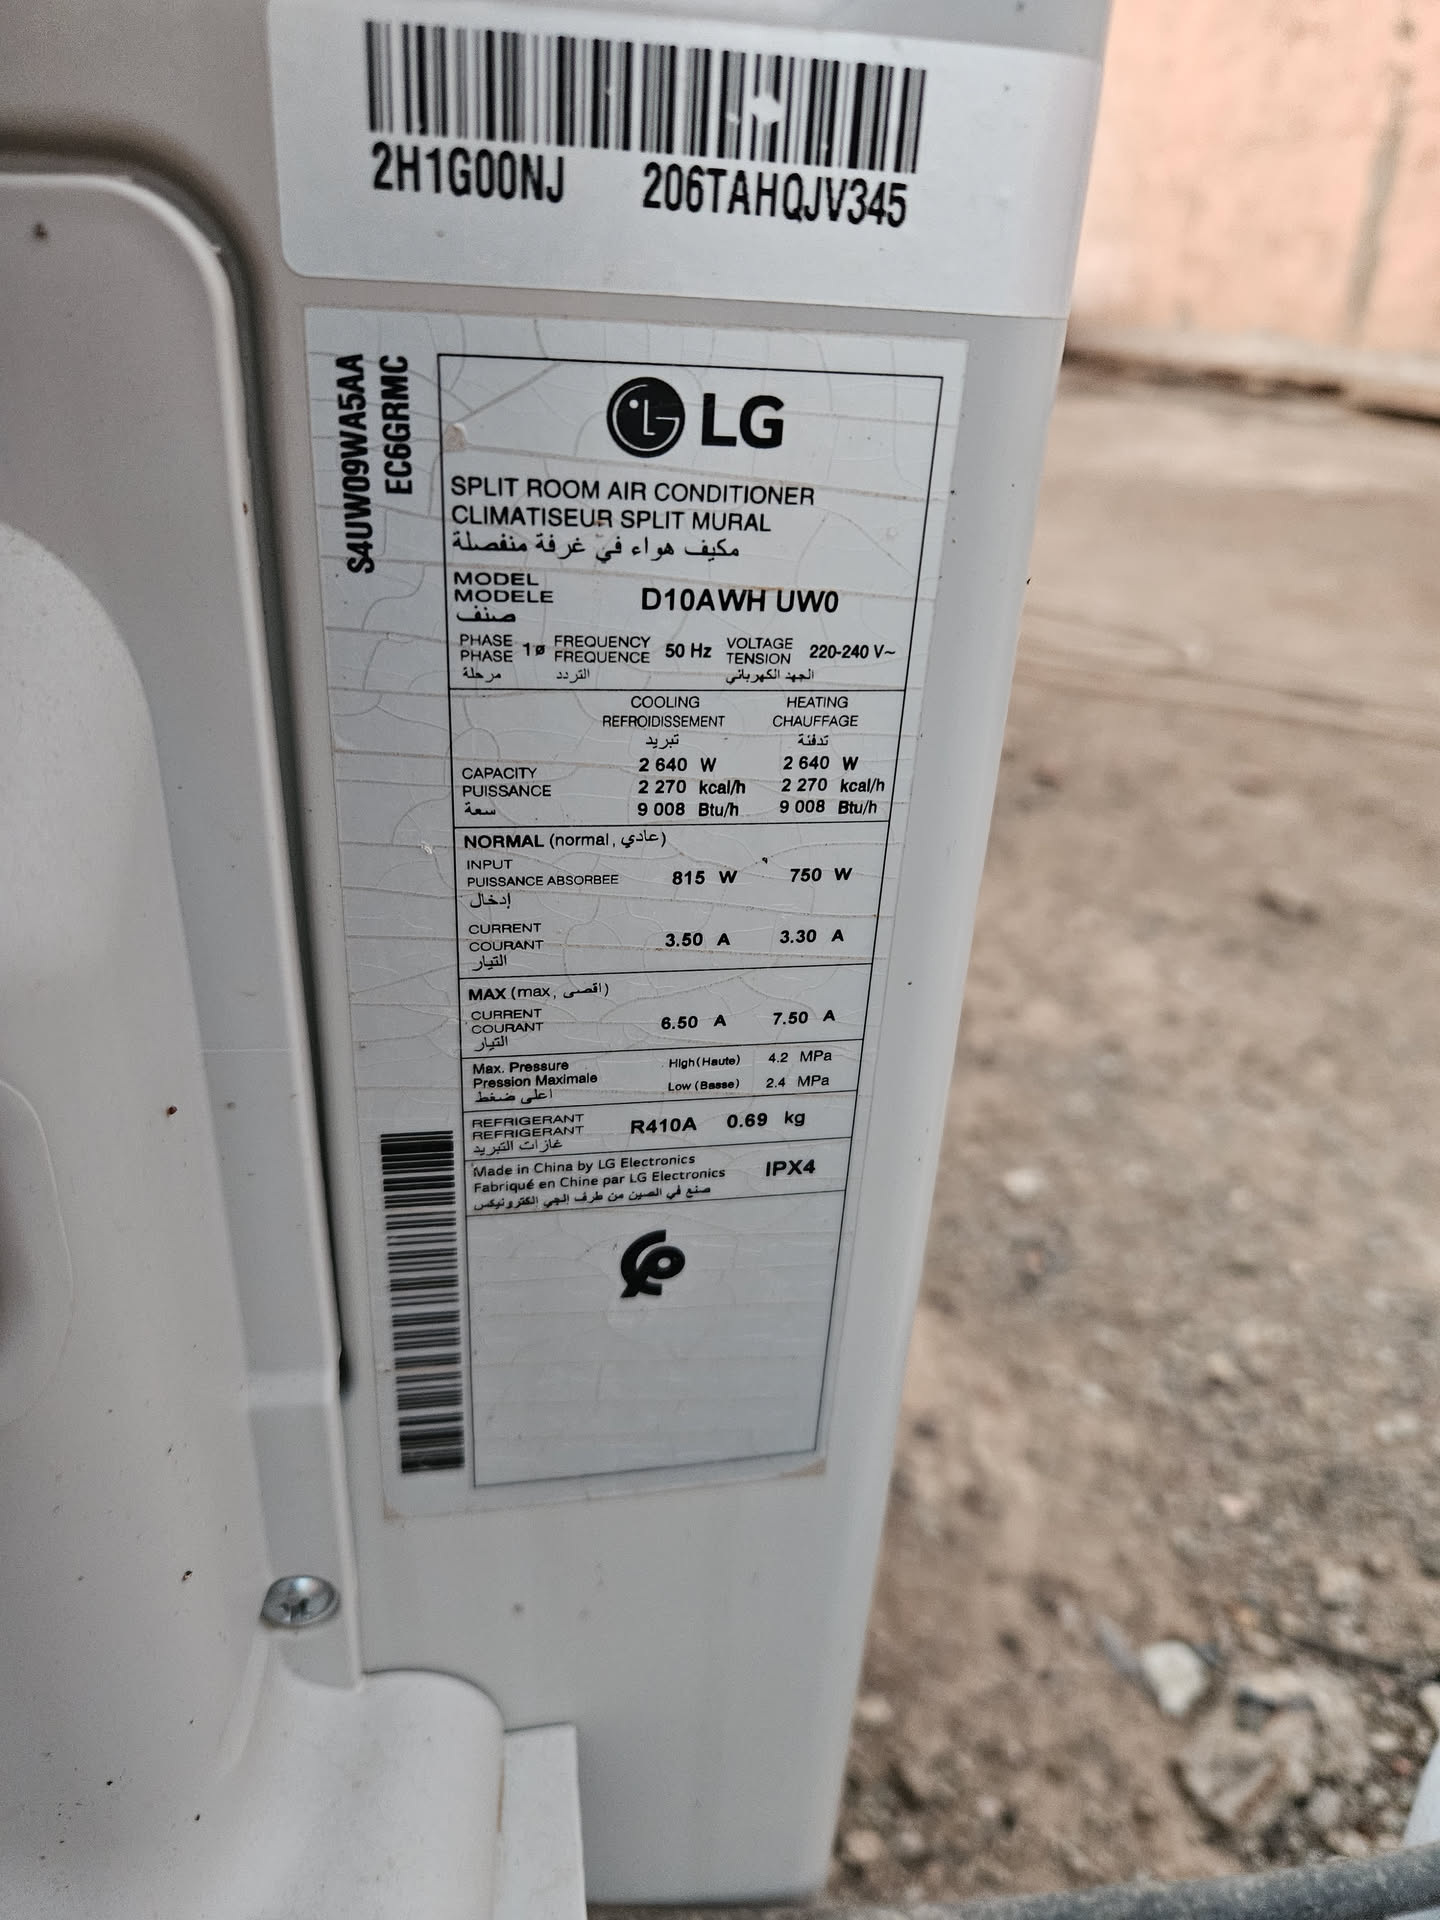 2H1G00NJ 206TAHQJV345
S4UW09WA5AA
EC6GRMC
LG
SPLIT ROOM AIR CONDITIONER
CLIMATISEUR SPLIT MURAL
مكيف هواء في غرفة منفصلة
MODEL
MODELE
صنف
D10AWH UW0
PHASE 1ø FREQUENCY 50 Hz VOLTAGE 220-240 V~
PHASE FREQUENCE TENSION
مرحلة التردد الجهد الكهربائي
COOLING HEATING
REFROIDISSEMENT CHAUFFAGE
تبريد تدفئة
CAPACITY 2 640 W 2 640 W
PUISSANCE 2 270 kcal/h 2 270 kcal/h
سعة 9 008 Btu/h 9 008 Btu/h
NORMAL (normal, عادي)
INPUT
PUISSANCE ABSORBEE 815 W 750 W
إدخال
CURRENT
COURANT 3.50 A 3.30 A
التيار
MAX (max, اقصى)
CURRENT
COURANT 6.50 A 7.50 A
التيار
Max. Pressure High(Haute) 4.2 MPa
Pression Maximale Low (Basse) 2.4 MPa
اعلى ضغط
REFRIGERANT
REFRIGERANT R410A 0.69 kg
غازات التبريد
Made in China by LG Electronics IPX4
Fabriqué en Chine par LG Electronics
صنع في الصين من طرف إلجي إلكترونيكس